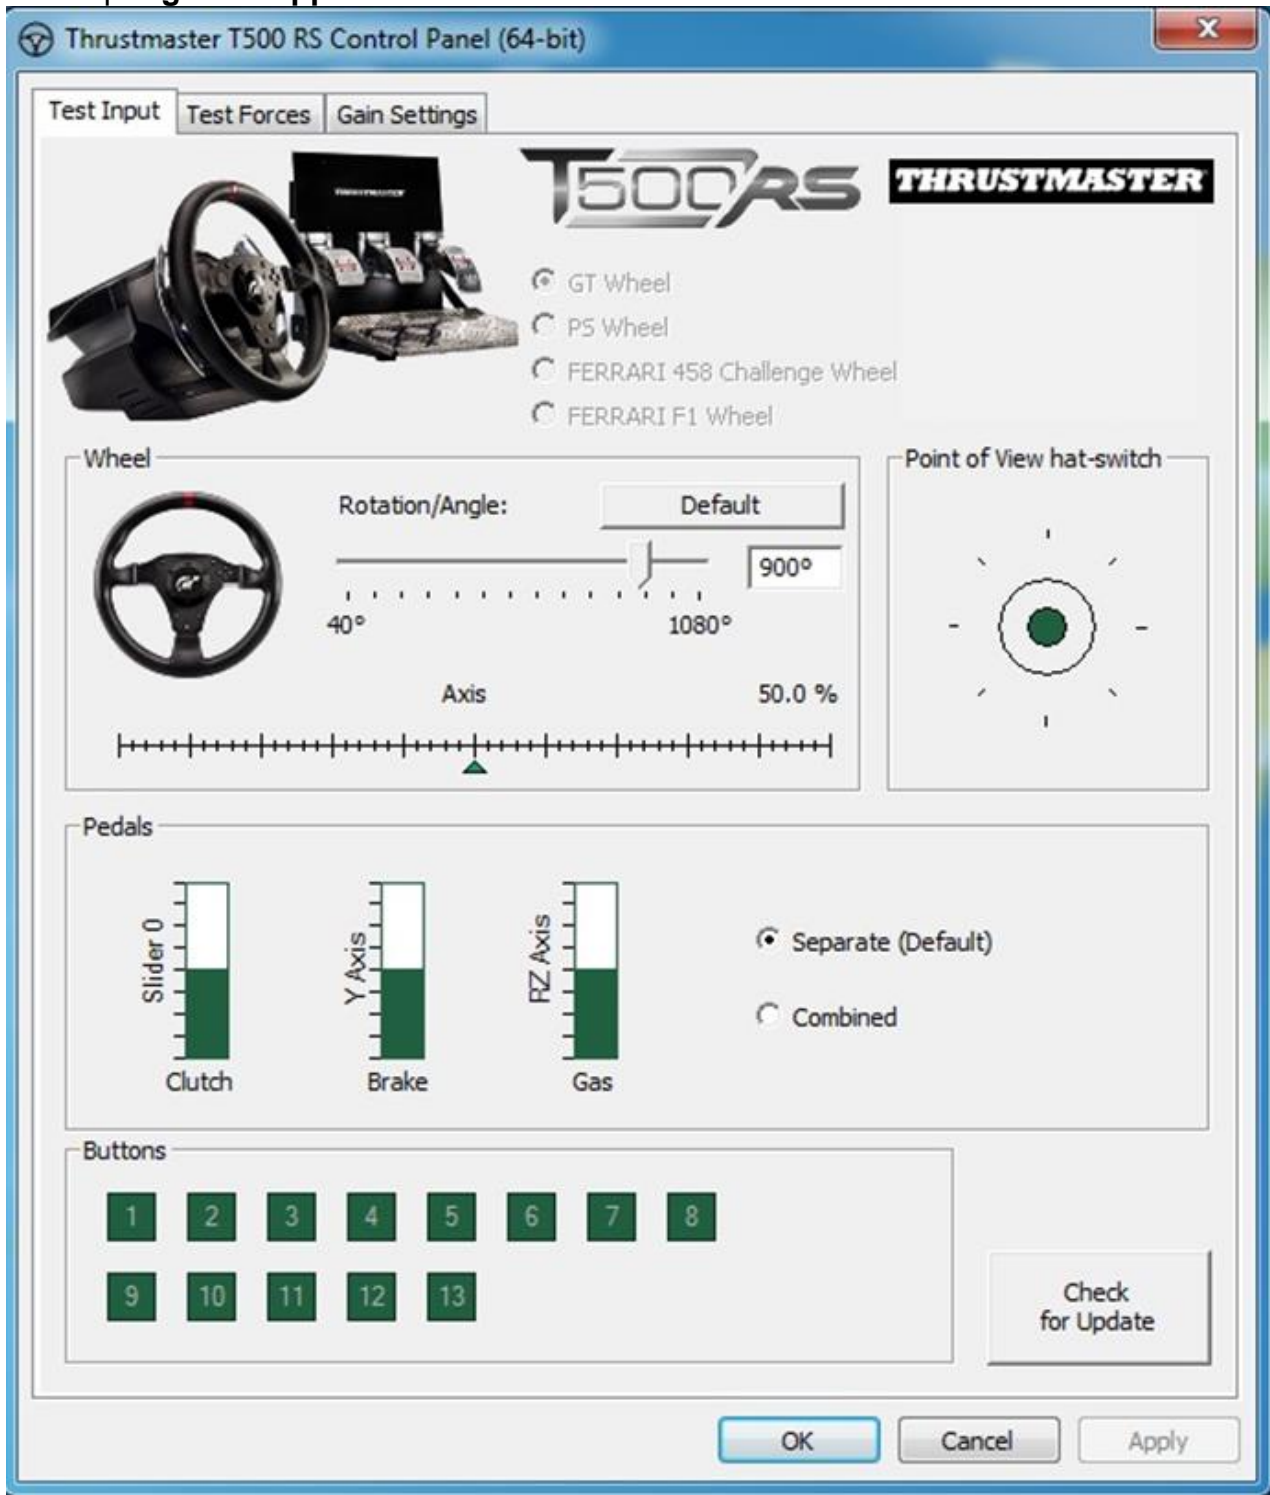 Thrustmaster T500 RS Control Panel (64-bit)
Test Input
Test Forces
Gain Settings
THRUSTMASTER
T500 RS
THRUSTMASTER
GT Wheel
PS Wheel
FERRARI 458 Challenge Wheel
FERRARI F1 Wheel
Wheel
Rotation/Angle:
Default
900°
40°
1080°
Axis
50.0 %
Point of View hat-switch
Pedals
Slider 0
Clutch
Y Axis
Brake
RZ Axis
Gas
Separate (Default)
Combined
Buttons
1 2 3 4 5 6 7 8
9 10 11 12 13
Check
for Update
OK
Cancel
Apply